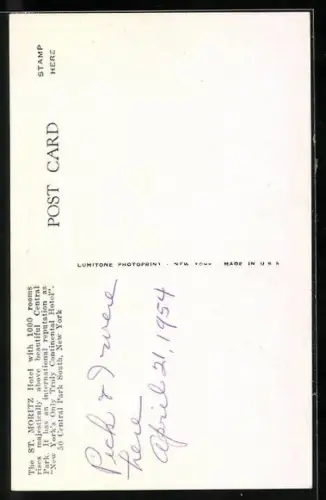 The ST. MORITZ Hotel with 1000 rooms
rises majestically above beautiful Central
Park. It has an international reputation as
"New York's Only Truly Continental Hotel".
50 Central Park South, New York
POST CARD
STAMP
HERE
LUMITONE PHOTOPRINT - NEW YORK MADE IN U S A
Pick & I were
here
April 21, 1954